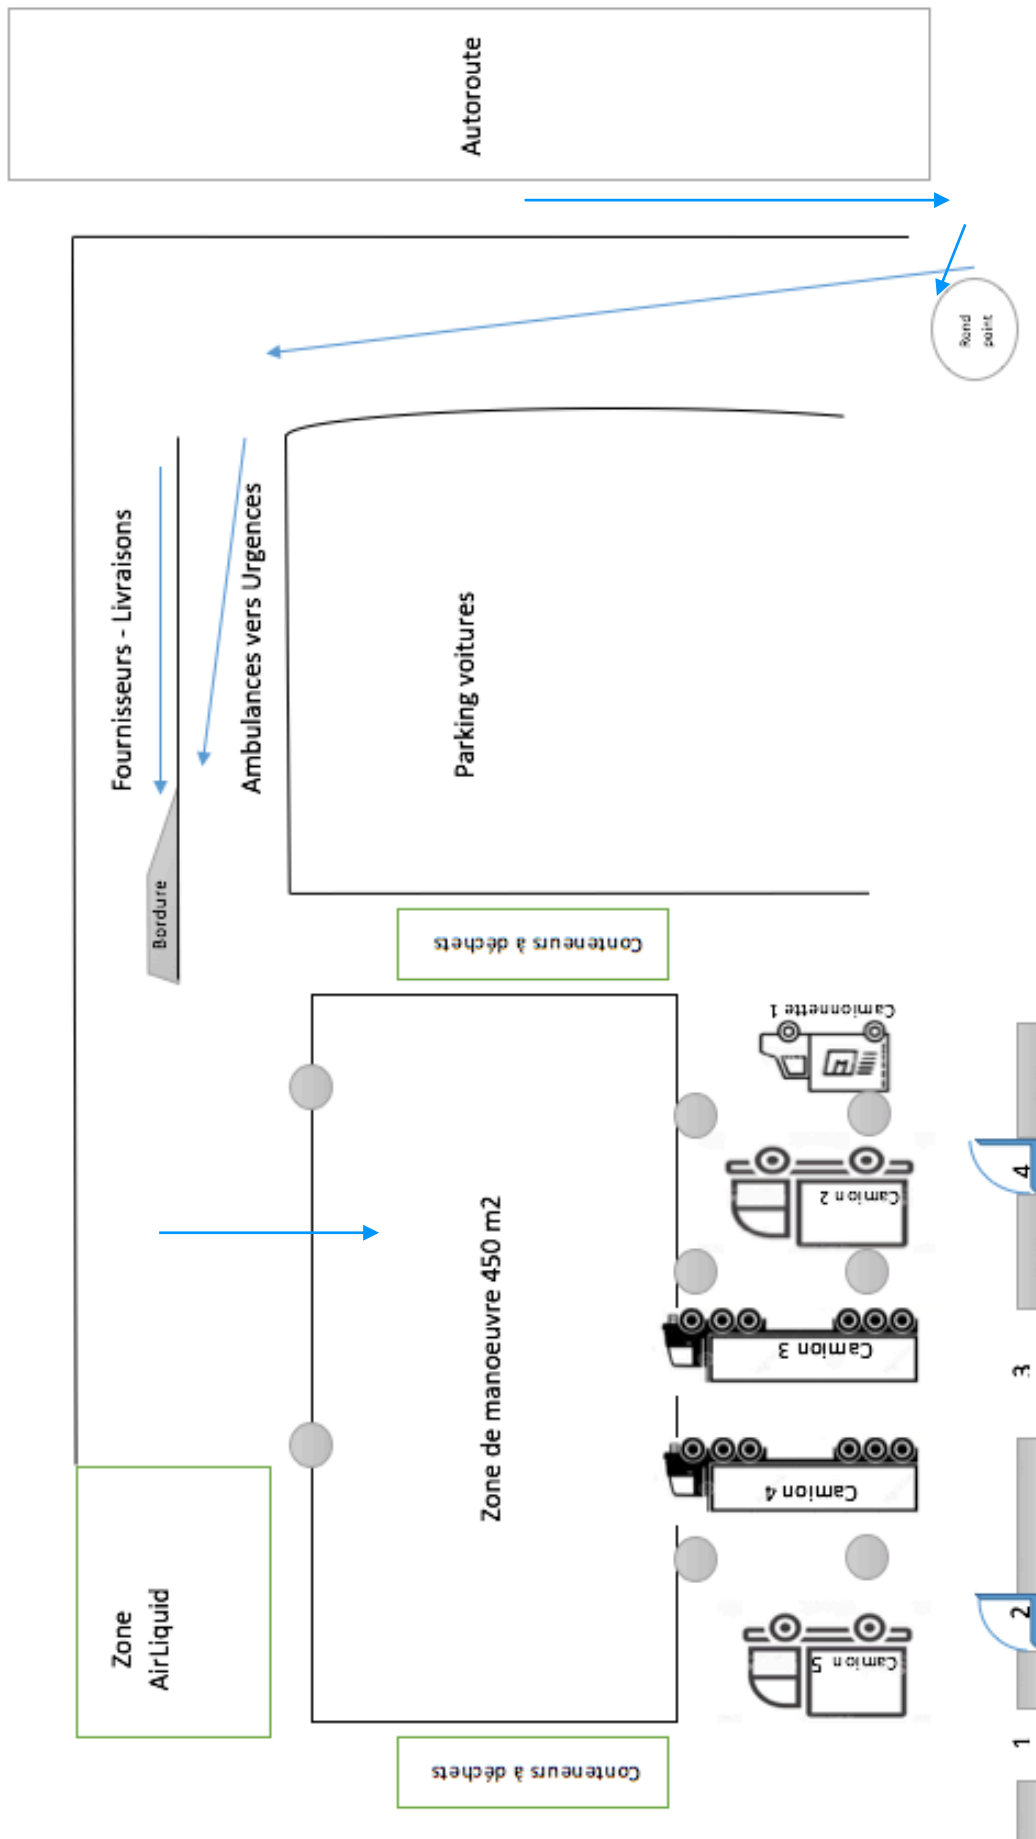 Autoroute
Rond
point
Fournisseurs - Livraisons
Ambulances vers Urgences
Parking voitures
Bordure
Conteneurs à déchets
Camionnette 1
Camion 2
4
Zone de manoeuvre 450 m2
Camion 3
3
Camion 4
Zone
AirLiquid
Camion 5
2
1
Conteneurs à déchets